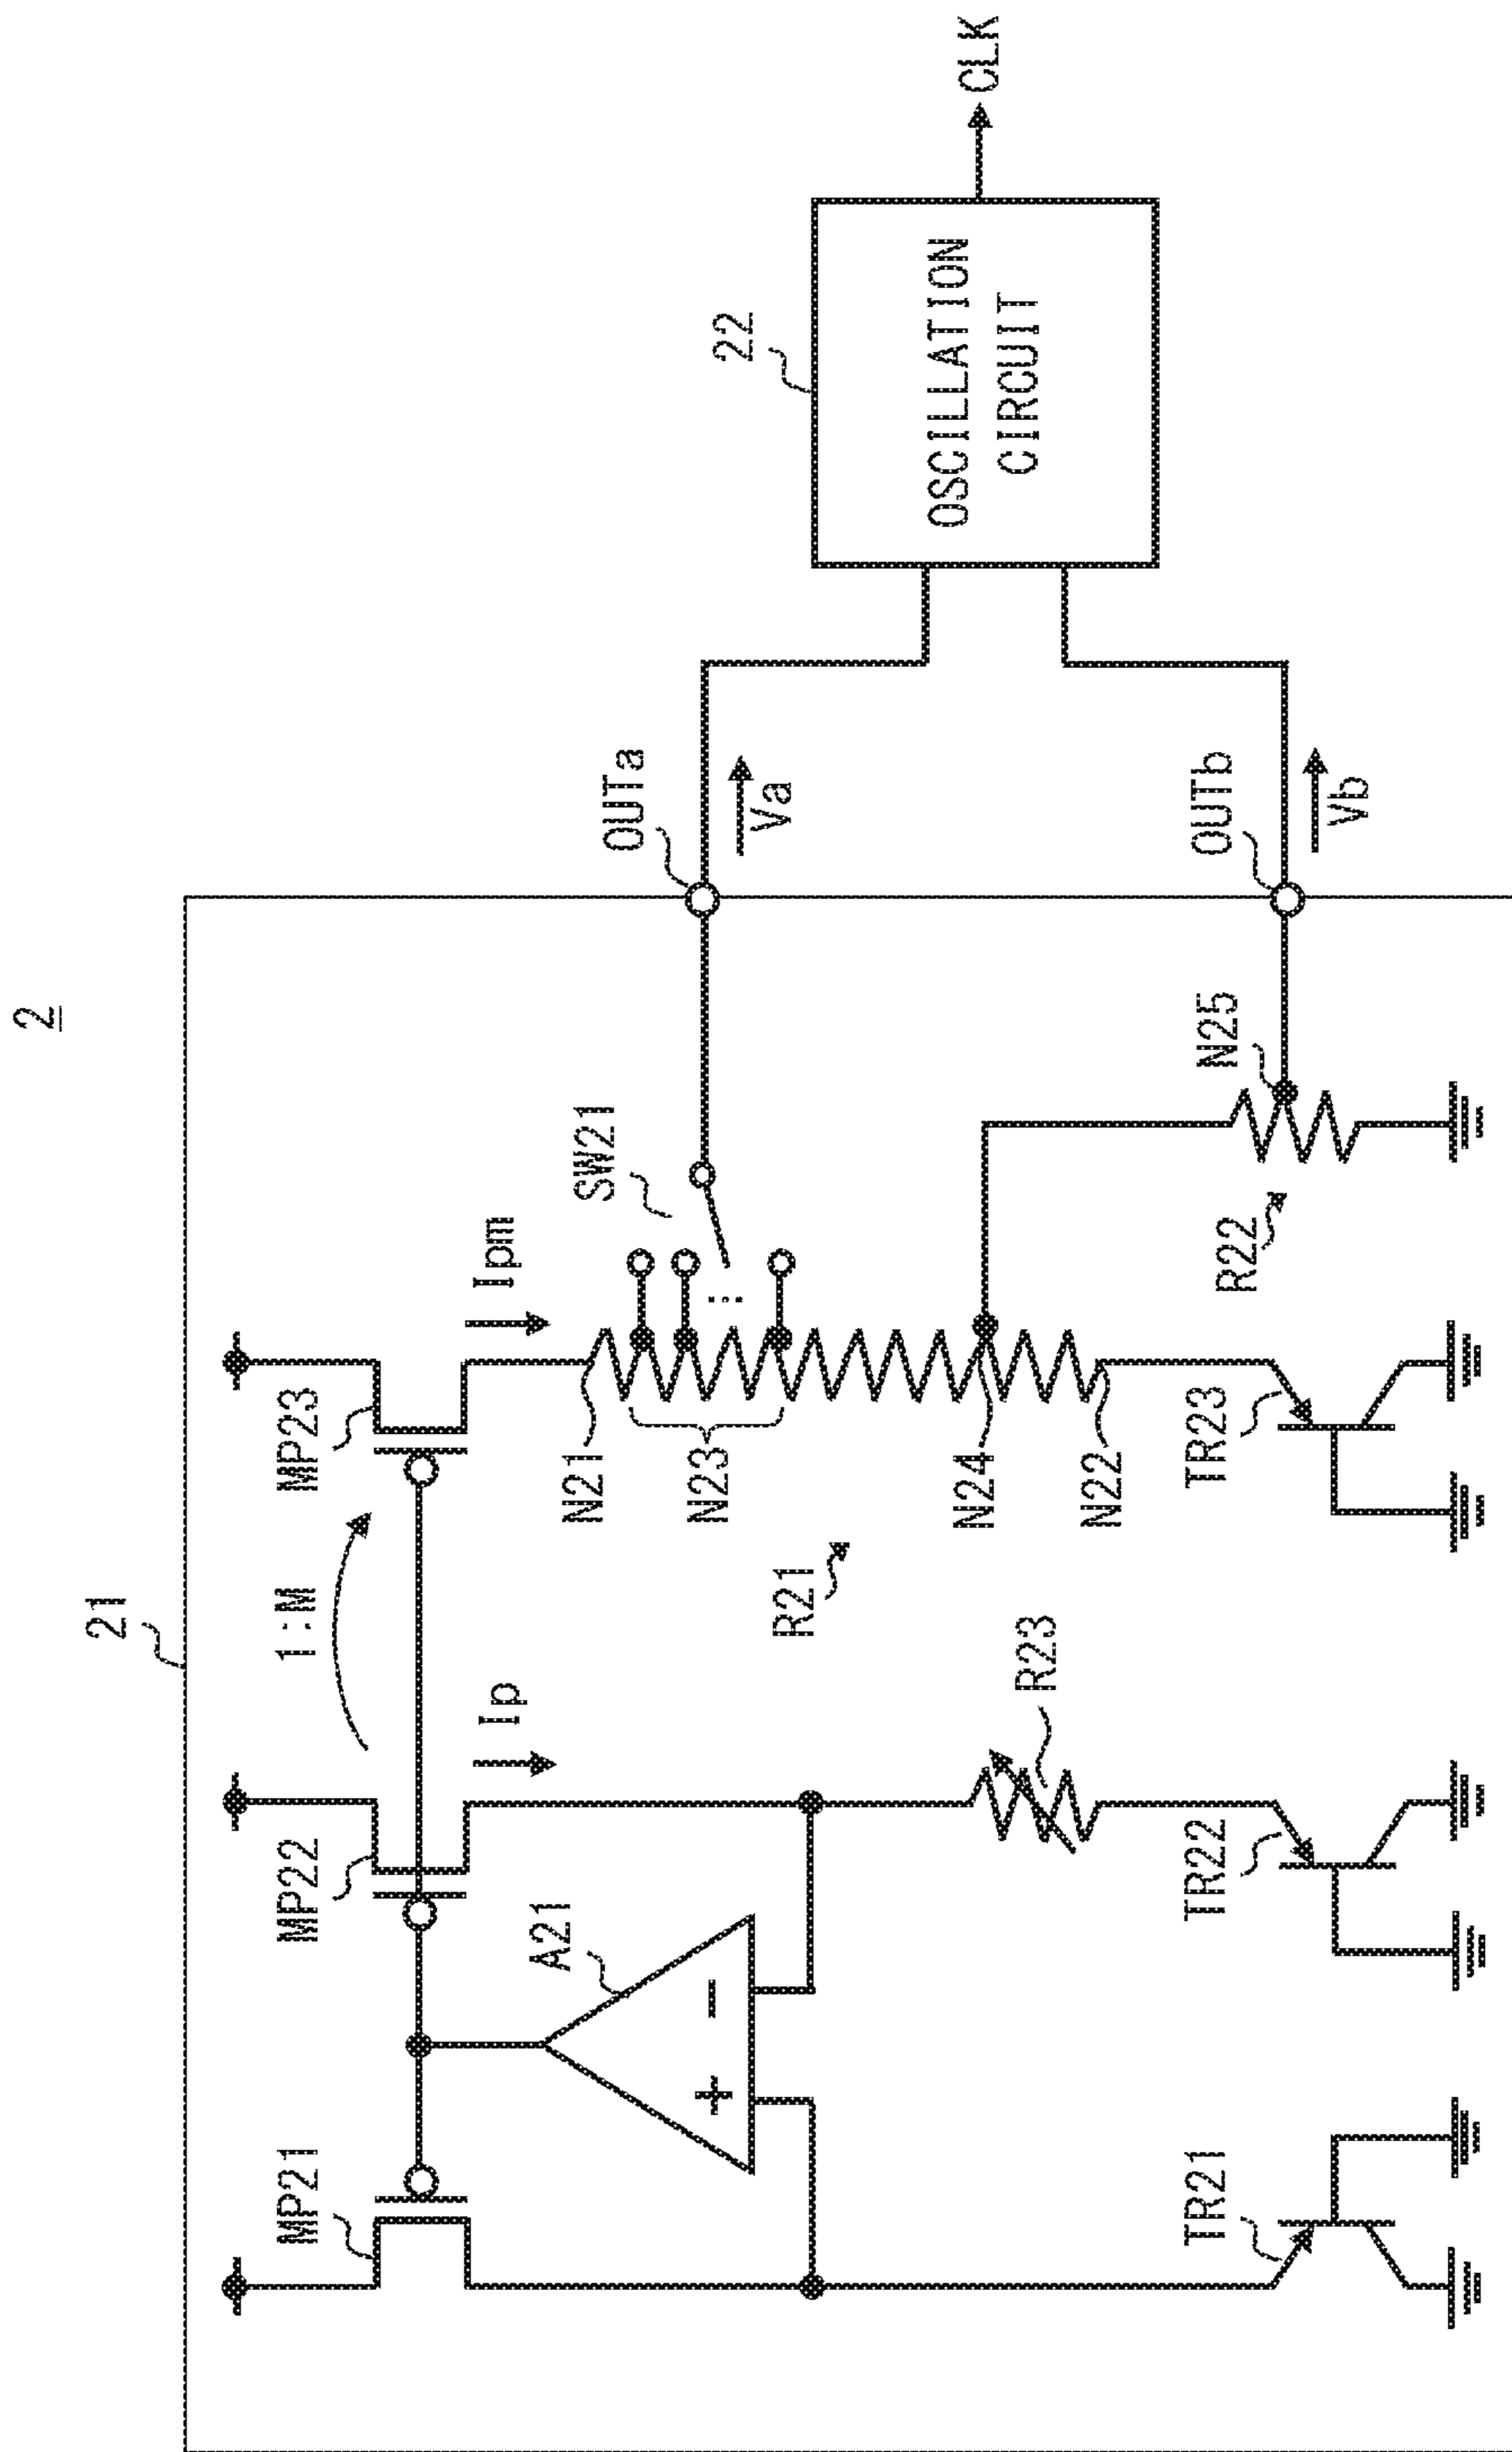 2
21
MP21
MP22
1:M
MP23
Ip
Ipm
A21
+
-
N21
SW21
OUTa
Va
N23
22
OSCILLATION
CIRCUIT
CLK
R21
R23
N24
N22
TR21
TR22
TR23
R22
N25
OUTb
Vb